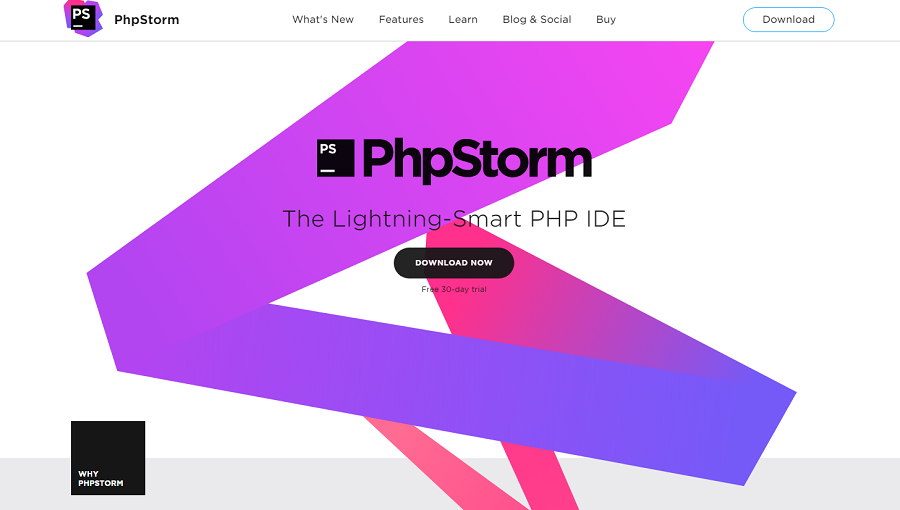 PS
PhpStorm
What's New
Features
Learn
Blog & Social
Buy
Download
PS
PhpStorm
The Lightning-Smart PHP IDE
DOWNLOAD NOW
Free 30-day trial
WHY
PHPSTORM